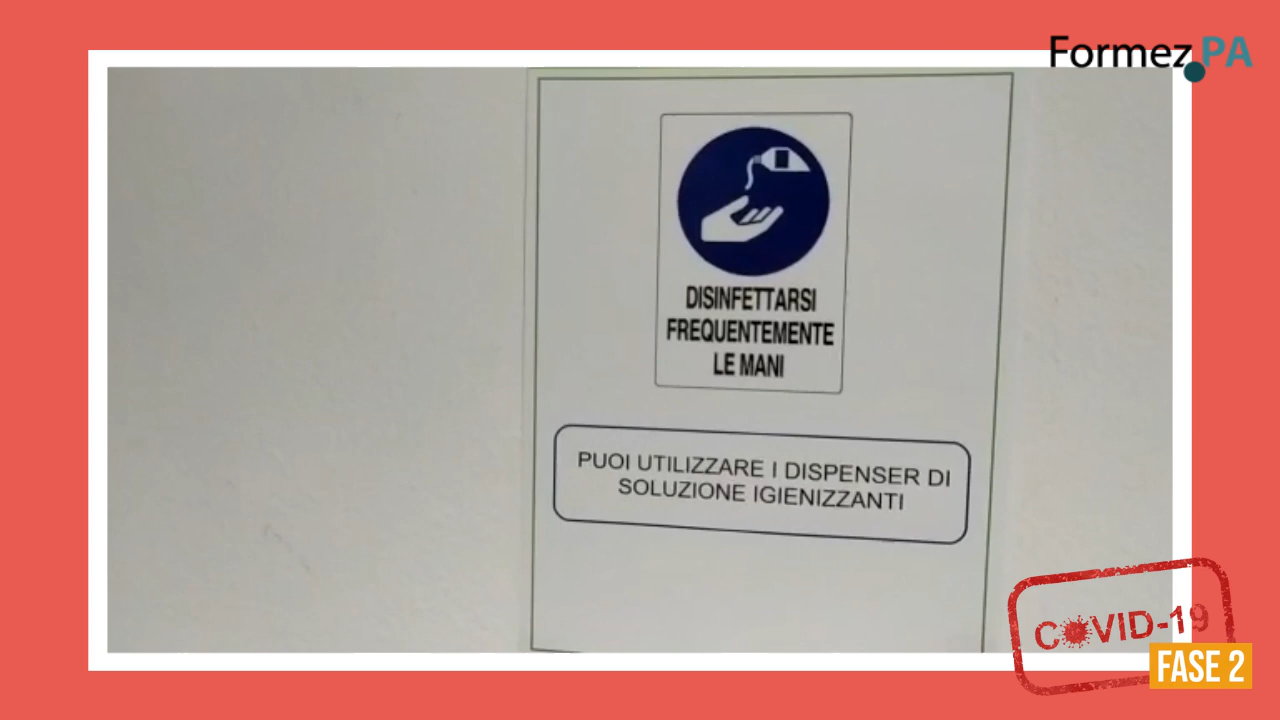 Formez PA
DISINFETTARSI
FREQUENTEMENTE
LE MANI
PUOI UTILIZZARE I DISPENSER DI
SOLUZIONE IGIENIZZANTI
COVID-19
FASE 2